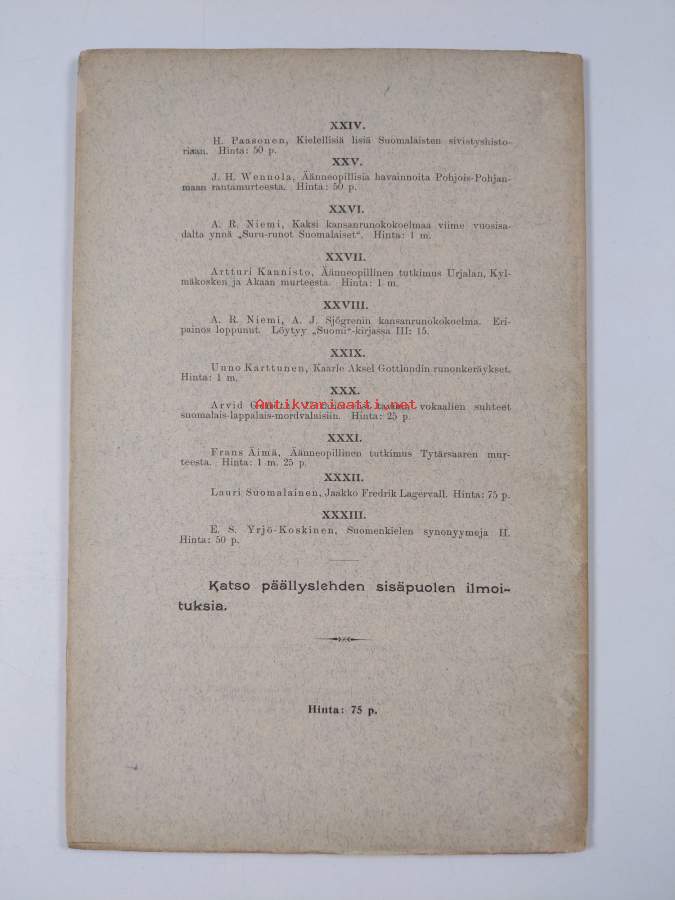 XXIV.
H. Paasonen, Kielellisiä lisiä Suomalaisten sivistyshisto-
riaan. Hinta: 50 p.
XXV.
J. H. Wennola, Äänneopillisia havainnoita Pohjois-Pohjan-
maan rantamurteesta. Hinta: 50 p.
XXVI.
A. R. Niemi, Kaksi kansanrunokokoelmaa viime vuosisa-
dalta ynnä „Suru-runot Suomalaiset“. Hinta: 1 m.
XXVII.
Artturi Kannisto, Äänneopillinen tutkimus Urjalan, Kyl-
mäkosken ja Akaan murteesta. Hinta: 1 m.
XXVIII.
A. R. Niemi, A. J. Sjögrenin kansanrunokokoelma. Eri-
painos loppunut. Löytyy „Suomi“-kirjassa III: 15.
XXIX.
Uuno Karttunen, Kaarle Aksel Gottlundin runonkeräykset.
Hinta: 1 m.
XXX.
Arvid vokaalien suhteet
suomalais-lappalais-mordvalaisiin. Hinta: 25 p.
Antikvariaatti.net
XXXI.
Frans Äimä, Äänneopillinen tutkimus Tytärsaaren mur-
teesta. Hinta: 1 m. 25 p.
XXXII.
Lauri Suomalainen, Jaakko Fredrik Lagervall. Hinta: 75 p.
XXXIII.
E. S. Yrjö-Koskinen, Suomenkielen synonyymeja II.
Hinta: 50 p.
Katso päällyslehden sisäpuolen ilmoi-
tuksia.
Hinta: 75 p.